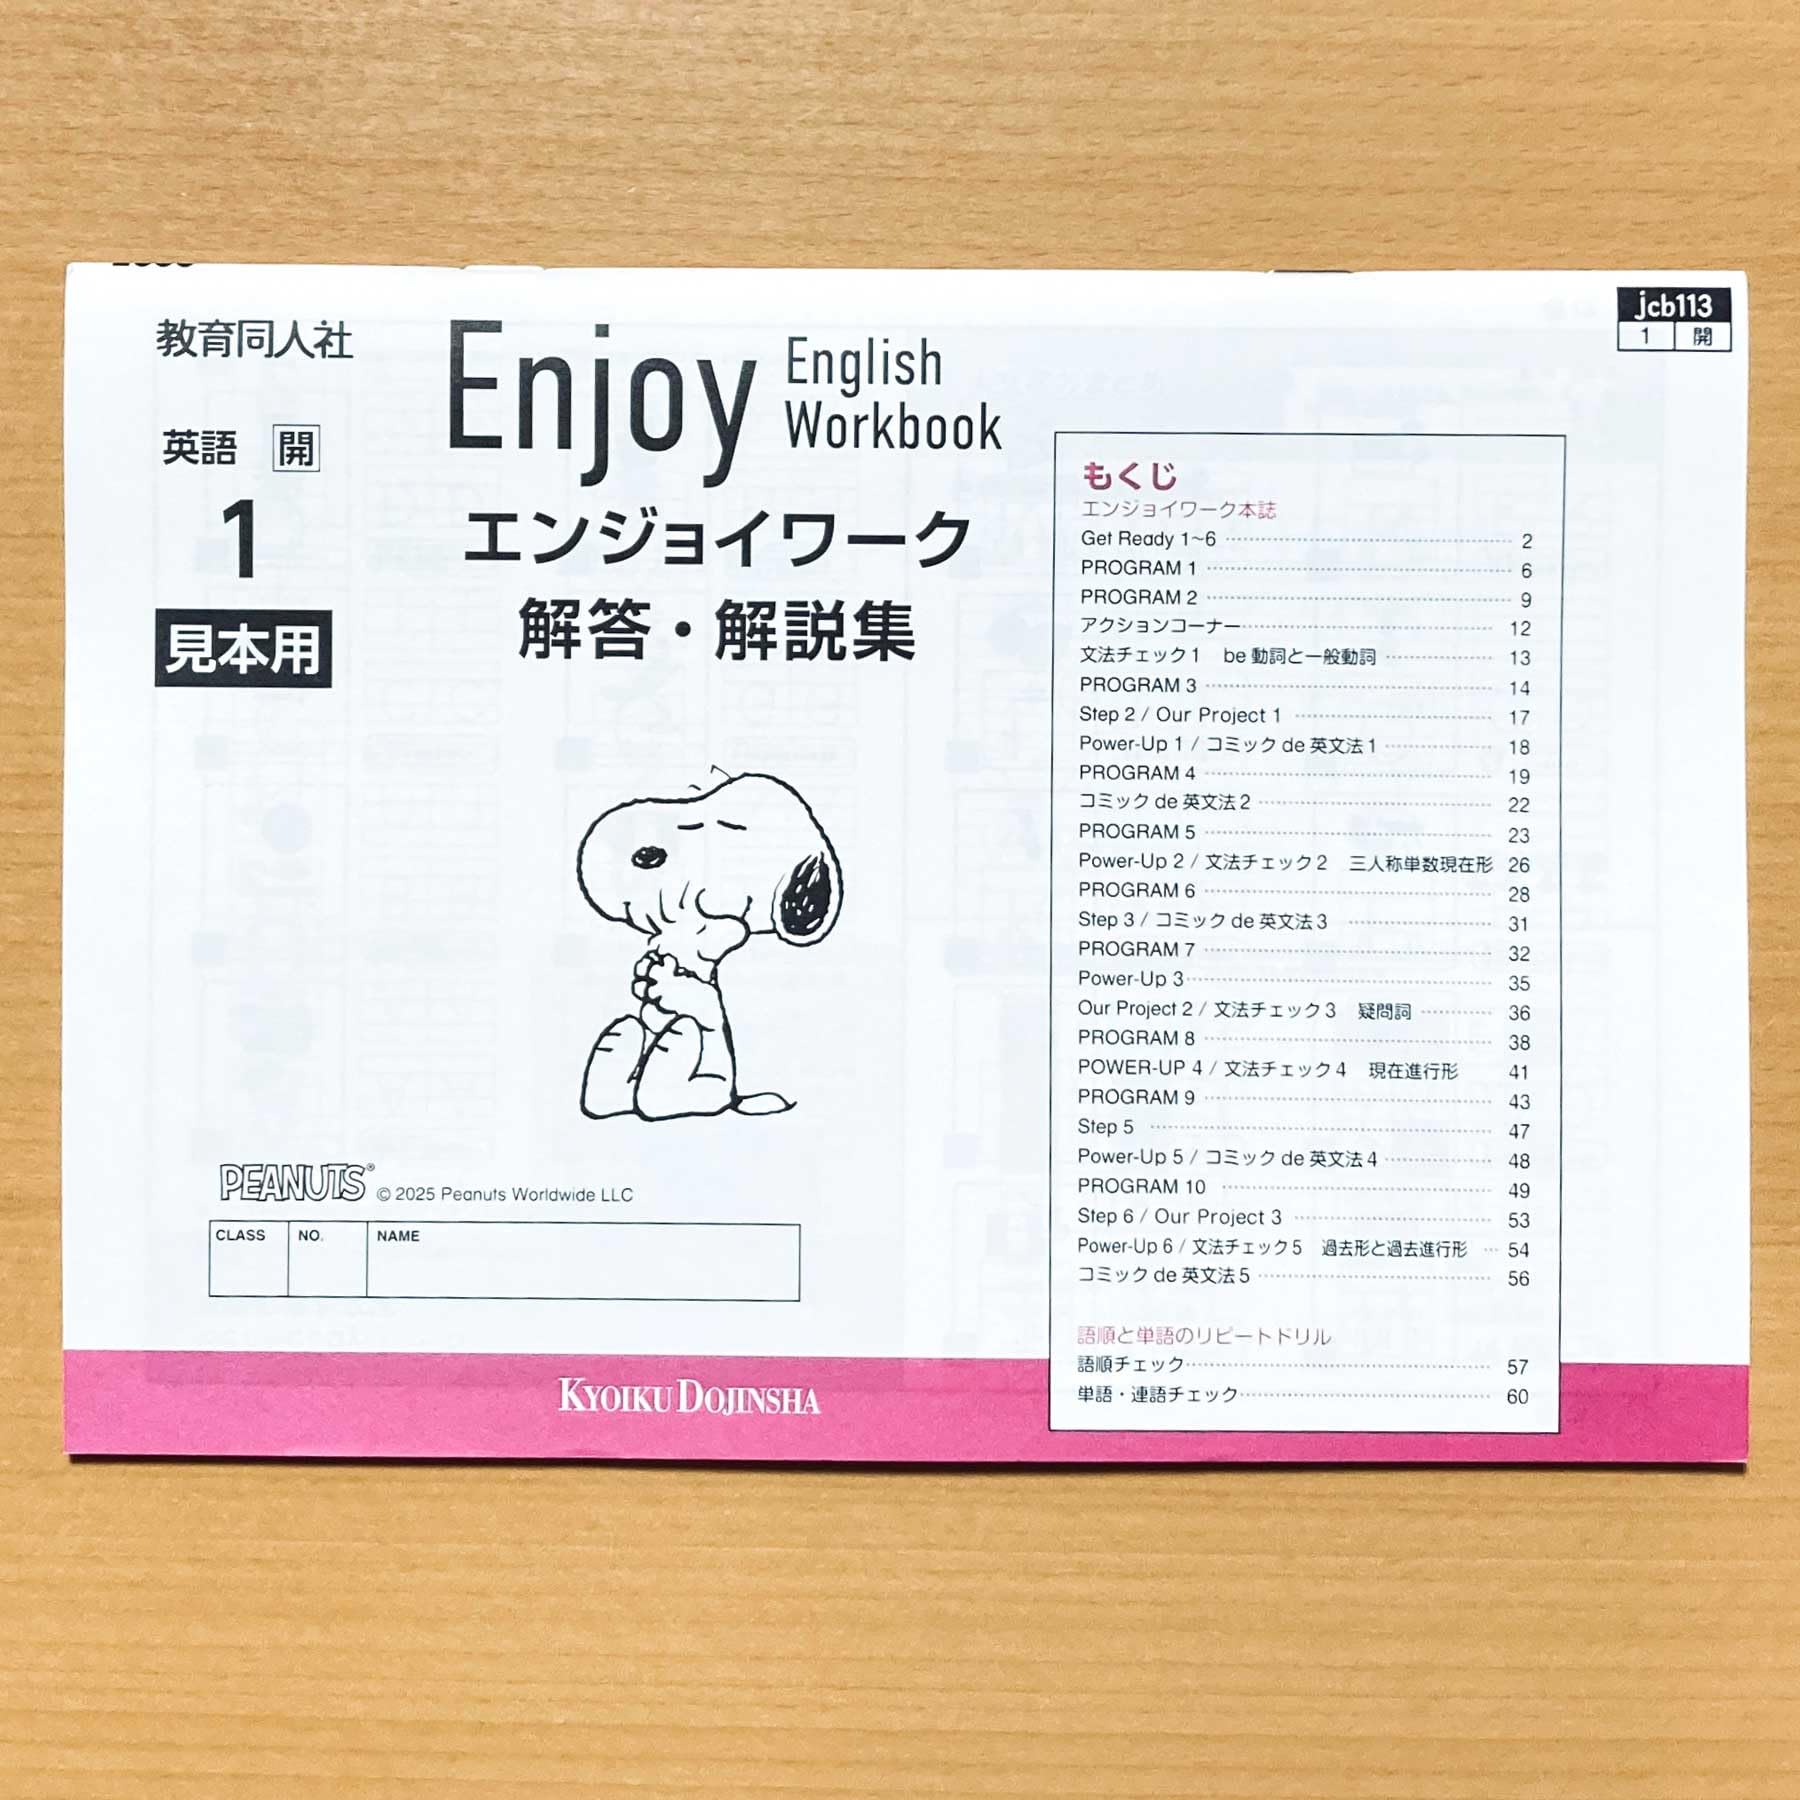 教育同人社
英語 開
1
見本用
Enjoy English Workbook
エンジョイワーク
解答・解説集
jcb113
1 開
もくじ
エンジョイワーク本誌
Get Ready 1~6 2
PROGRAM 1 6
PROGRAM 2 9
アクションコーナー 12
文法チェック1 be 動詞と一般動詞 13
PROGRAM 3 14
Step 2 / Our Project 1 17
Power-Up 1 / コミック de 英文法1 18
PROGRAM 4 19
コミック de 英文法2 22
PROGRAM 5 23
Power-Up 2 / 文法チェック2 三人称単数現在形 26
PROGRAM 6 28
Step 3 / コミック de 英文法3 31
PROGRAM 7 32
Power-Up 3 35
Our Project 2 / 文法チェック3 疑問詞 36
PROGRAM 8 38
POWER-UP 4 / 文法チェック4 現在進行形 41
PROGRAM 9 43
Step 5 47
Power-Up 5 / コミック de 英文法4 48
PROGRAM 10 49
Step 6 / Our Project 3 53
Power-Up 6 / 文法チェック5 過去形と過去進行形 54
コミック de 英文法5 56
語順と単語のリピートドリル
語順チェック 57
単語・連語チェック 60
PEANUTS® © 2025 Peanuts Worldwide LLC
CLASS NO. NAME
KYOIKU DOJINSHA